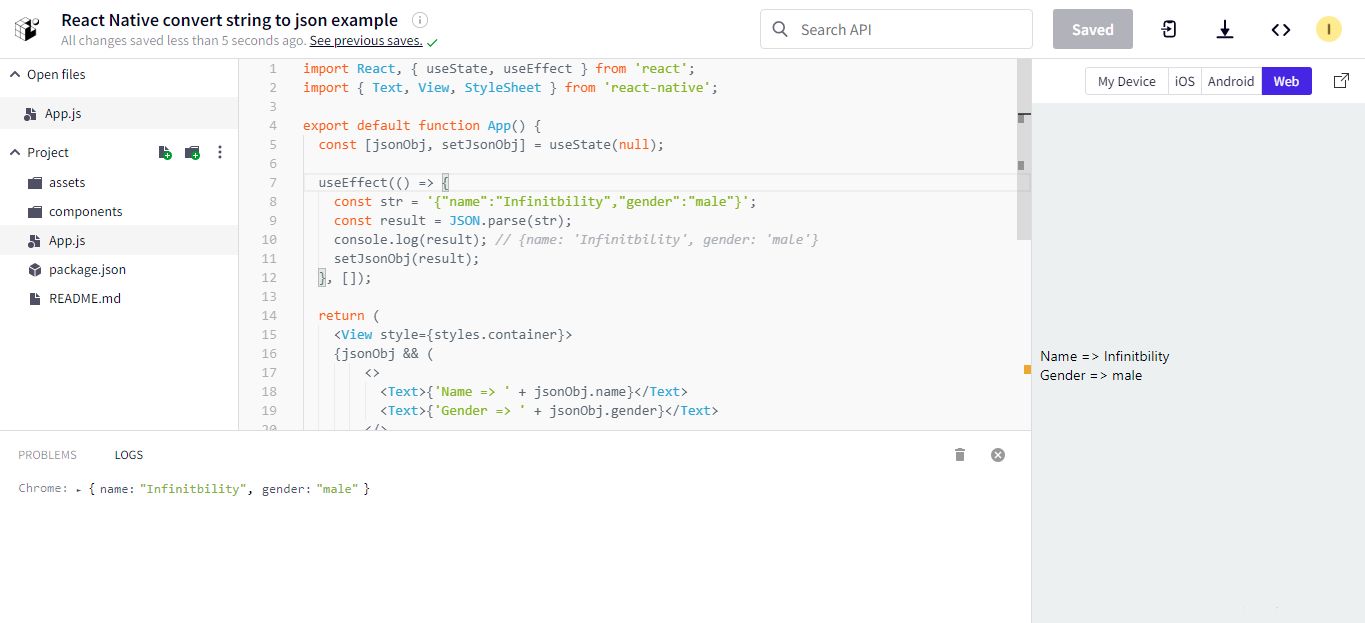 React Native convert string to json example
All changes saved less than 5 seconds ago. See previous saves.
Search API
Saved
I
Open files
App.js
Project
assets
components
App.js
package.json
README.md
1 import React, { useState, useEffect } from 'react';
2 import { Text, View, StyleSheet } from 'react-native';
3
4 export default function App() {
5 const [jsonObj, setJsonObj] = useState(null);
6
7 useEffect(() => {
8 const str = '{"name":"Infinitbility","gender":"male"}';
9 const result = JSON.parse(str);
10 console.log(result); // {name: 'Infinitbility', gender: 'male'}
11 setJsonObj(result);
12 }, []);
13
14 return (
15 <View style={styles.container}>
16 {jsonObj && (
17 <>
18 <Text>{'Name => ' + jsonObj.name}</Text>
19 <Text>{'Gender => ' + jsonObj.gender}</Text>
20 </>
My Device iOS Android Web
Name => Infinitbility
Gender => male
PROBLEMS LOGS
Chrome: ► { name: "Infinitbility", gender: "male" }